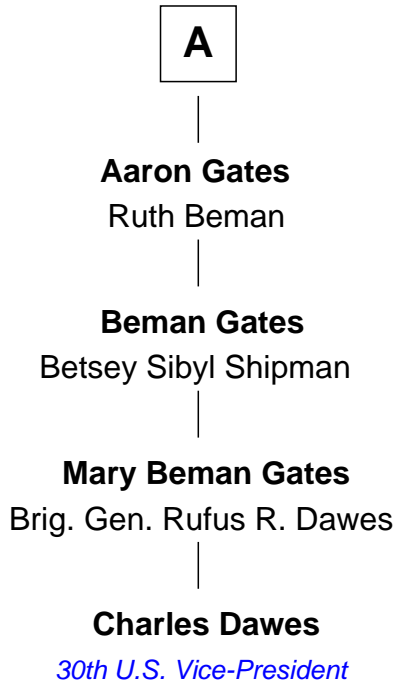 A
Aaron Gates
Ruth Beman
Beman Gates
Betsey Sibyl Shipman
Mary Beman Gates
Brig. Gen. Rufus R. Dawes
Charles Dawes
30th U.S. Vice-President